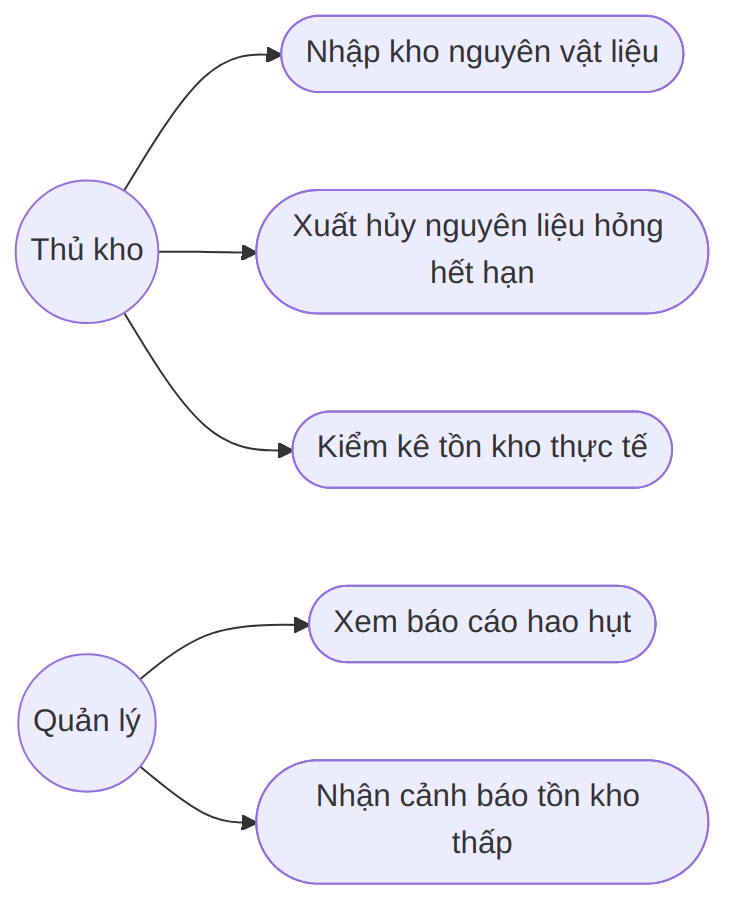 Nhập kho nguyên vật liệu
Thủ kho
Xuất hủy nguyên liệu hỏng
hết hạn
Kiểm kê tồn kho thực tế
Xem báo cáo hao hụt
Quản lý
Nhận cảnh báo tồn kho
thấp